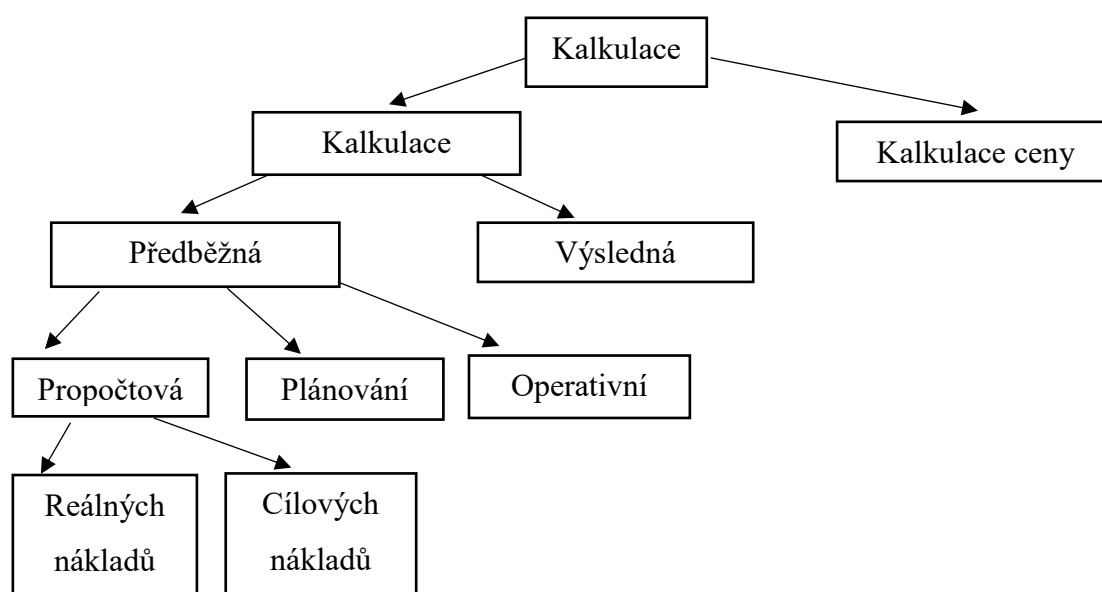 Kalkulace
Kalkulace
Kalkulace ceny
Předběžná
Výsledná
Propočtová
Plánování
Operativní
Reálných
nákladů
Cílových
nákladů